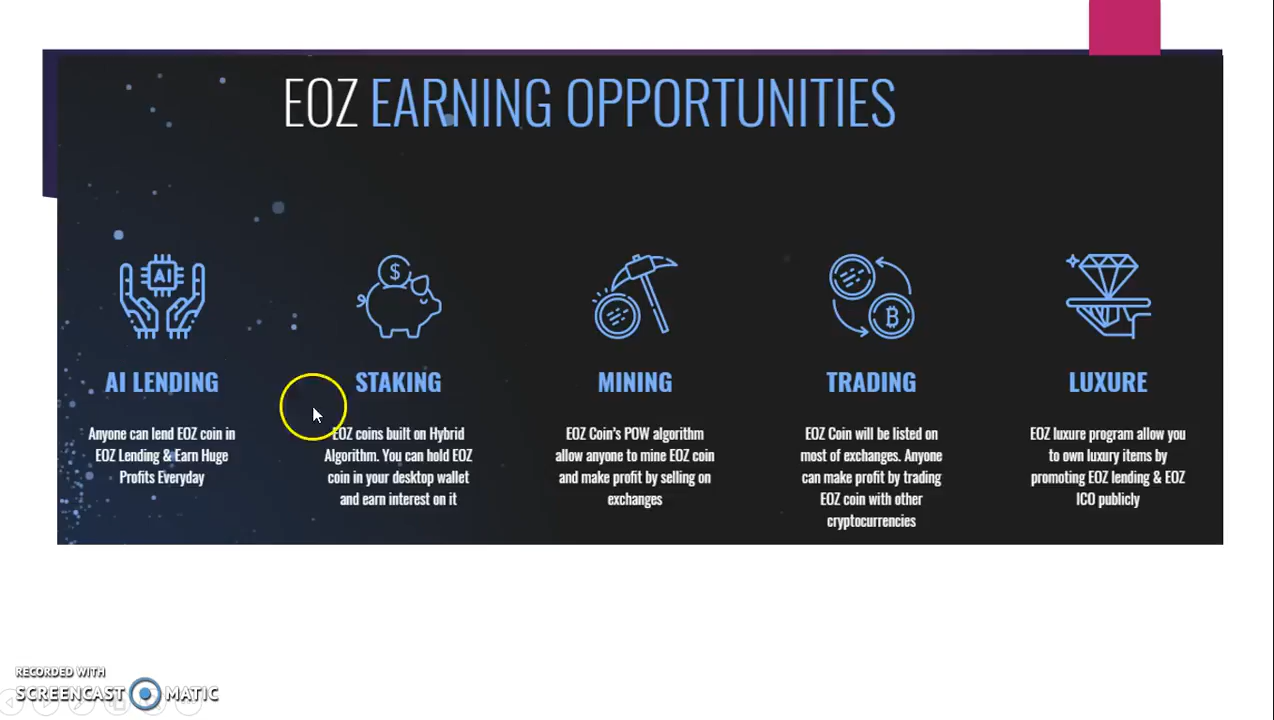 EOZ EARNING OPPORTUNITIES
AI
$
AI LENDING
Anyone can lend EOZ coin in
EOZ Lending & Earn Huge
Profits Everyday
STAKING
EOZ coins built on Hybrid
Algorithm. You can hold EOZ
coin in your desktop wallet
and earn interest on it
MINING
EOZ Coin's POW algorithm
allow anyone to mine EOZ coin
and make profit by selling on
exchanges
TRADING
EOZ Coin will be listed on
most of exchanges. Anyone
can make profit by trading
EOZ coin with other
cryptocurrencies
LUXURE
EOZ luxure program allow you
to own luxury items by
promoting EOZ lending & EOZ
ICO publicly
RECORDED WITH
SCREENCAST MATIC